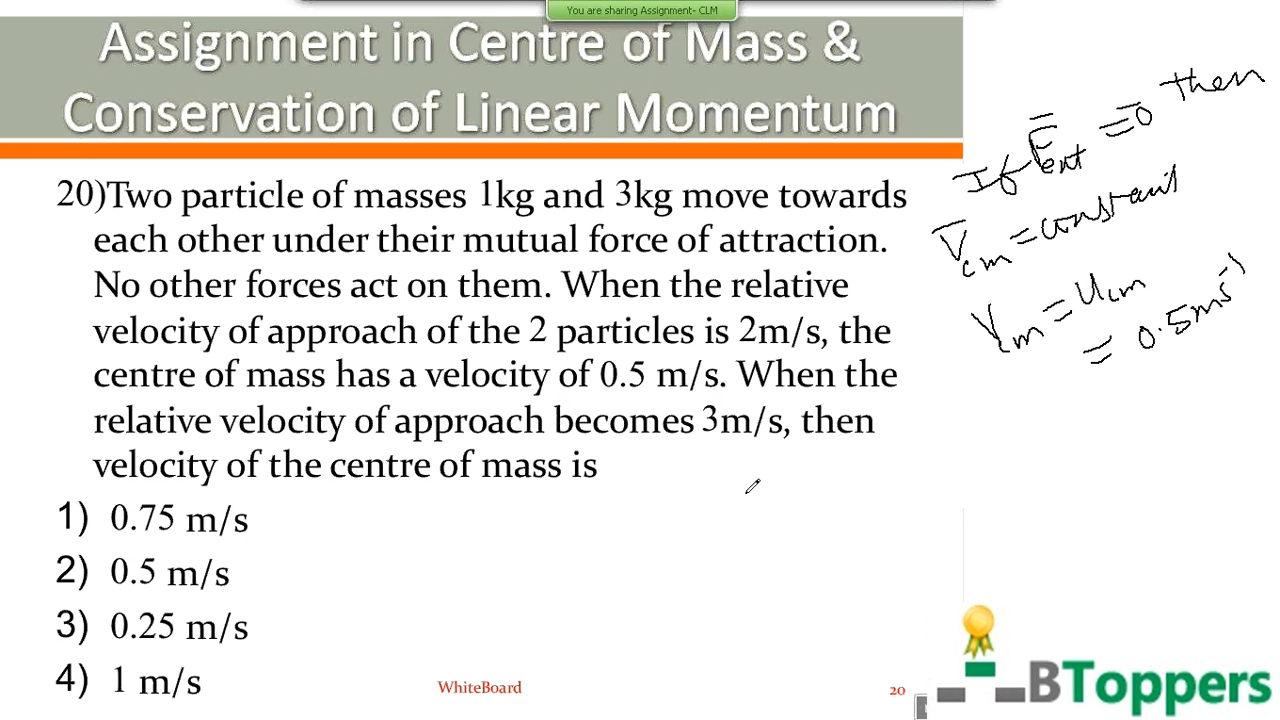 You are sharing Assignment- CLM
Assignment in Centre of Mass &
Conservation of Linear Momentum
20)Two particle of masses 1kg and 3kg move towards
each other under their mutual force of attraction.
No other forces act on them. When the relative
velocity of approach of the 2 particles is 2m/s, the
centre of mass has a velocity of 0.5 m/s. When the
relative velocity of approach becomes 3m/s, then
velocity of the centre of mass is
1) 0.75 m/s
2) 0.5 m/s
3) 0.25 m/s
4) 1 m/s
If F̅ext = 0̅ then
V̅cm = constant
Vcm = Ucm
= 0.5ms⁻¹
WhiteBoard
20
BToppers